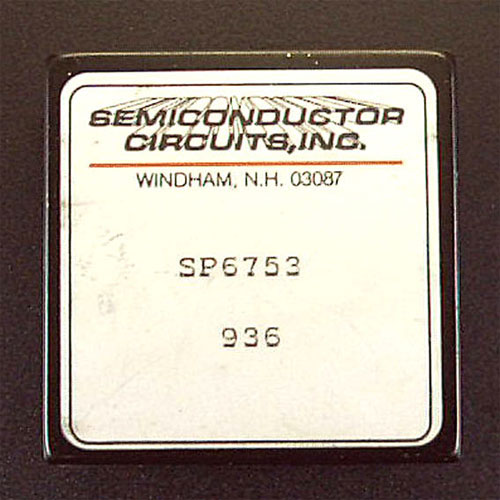 SEMICONDUCTOR
CIRCUITS, INC.
WINDHAM, N.H. 03087
SP6753
936